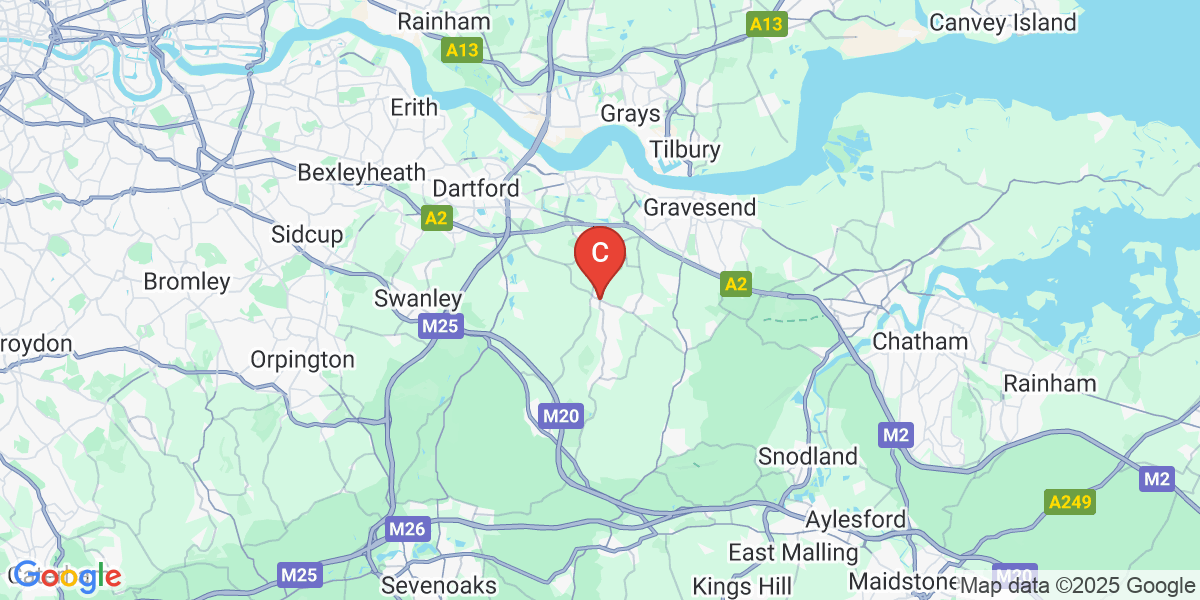 Rainham
A13
A13
Canvey Island
Erith
Grays
Tilbury
Bexleyheath
Dartford
Gravesend
A2
Sidcup
C
Bromley
Swanley
A2
M25
roydon
Orpington
Chatham
Rainham
M20
M2
Snodland
M2
A249
M26
Aylesford
East Malling
M25
Sevenoaks
Kings Hill
Maidstone
M20
Google
Map data ©2025 Google